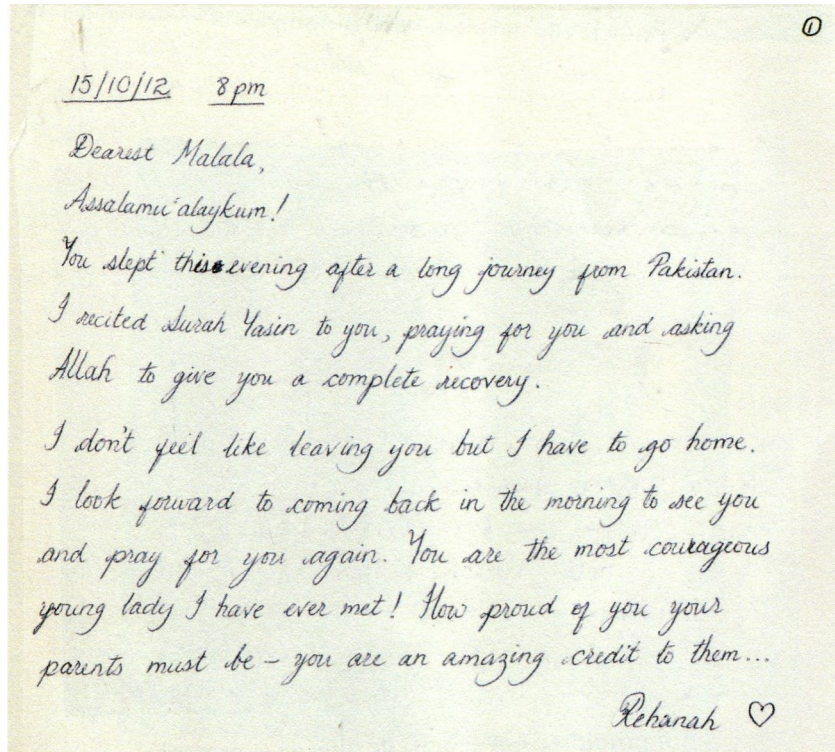 ①
15/10/12 8pm
Dearest Malala,
Assalamu'alaykum!
You slept this evening after a long journey from Pakistan.
I recited Surah Yasin to you, praying for you and asking
Allah to give you a complete recovery.
I don't feel like leaving you but I have to go home.
I look forward to coming back in the morning to see you
and pray for you again. You are the most courageous
young lady I have ever met! How proud of you your
parents must be – you are an amazing credit to them...
Rehanah ♡